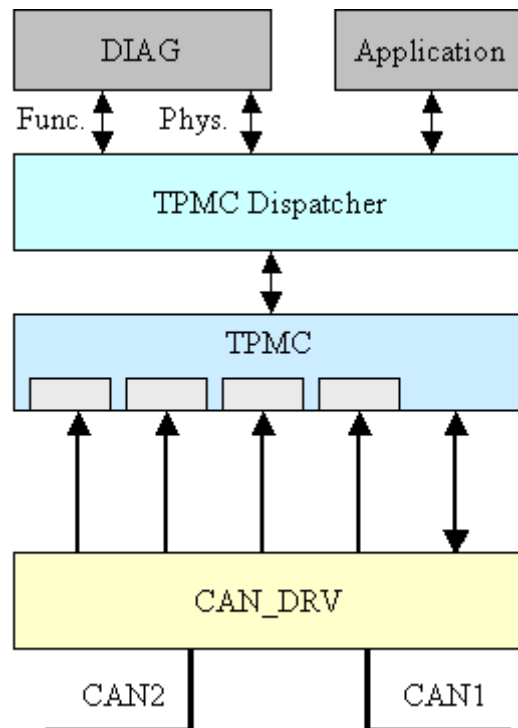 DIAG
Application
Func.
Phys.
TPMC Dispatcher
TPMC
CAN_DRV
CAN2
CAN1